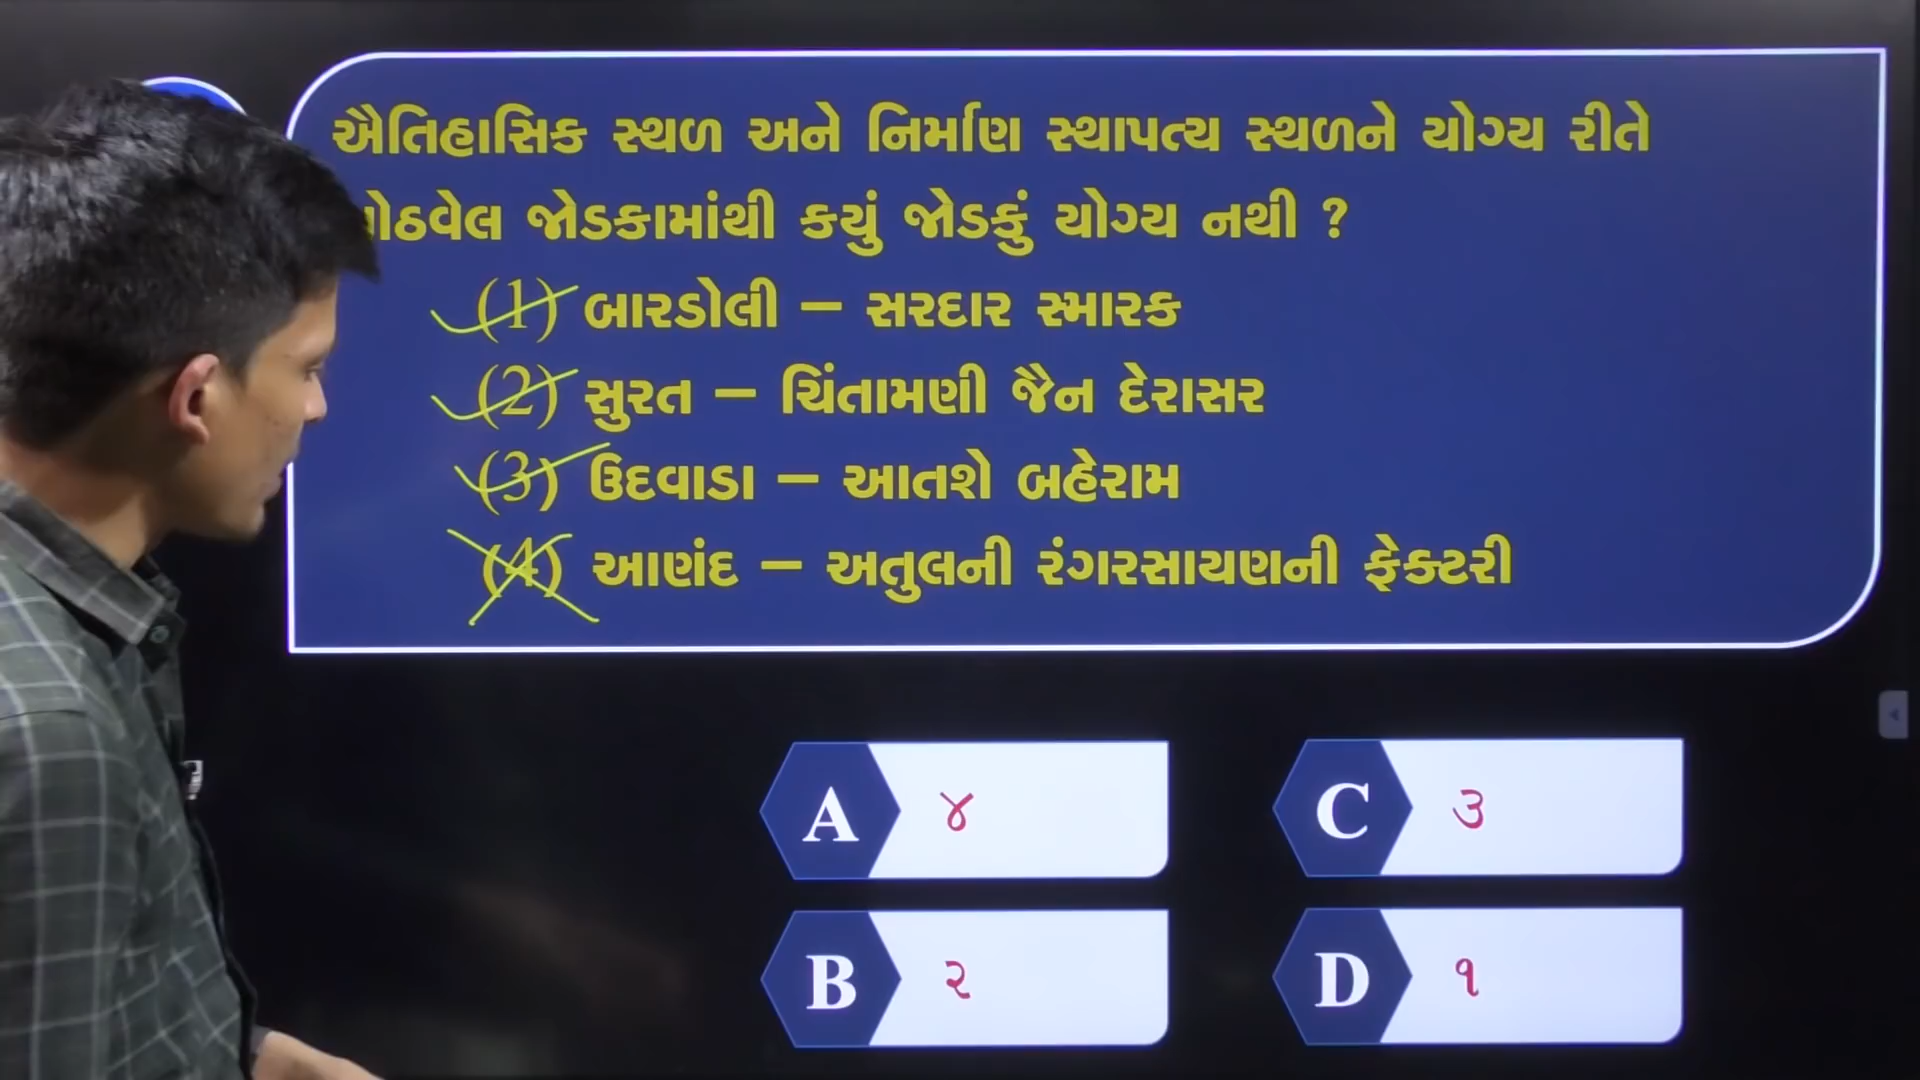 ઐતિહાસિક સ્થળ અને નિર્માણ સ્થાપત્ય સ્થળને યોગ્ય રીતે
જોડકામાંથી કયું જોડકું યોગ્ય નથી ?
(1) બારડોલી – સરદાર સ્મારક
(2) સુરત – ચિંતામણી જૈન દેરાસર
(3) ઉદવાડા – આતશે બહેરામ
(4) આણંદ – અતુલની રંગરસાયણની ફેક્ટરી
A ૪
C ૩
B ૨
D ૧